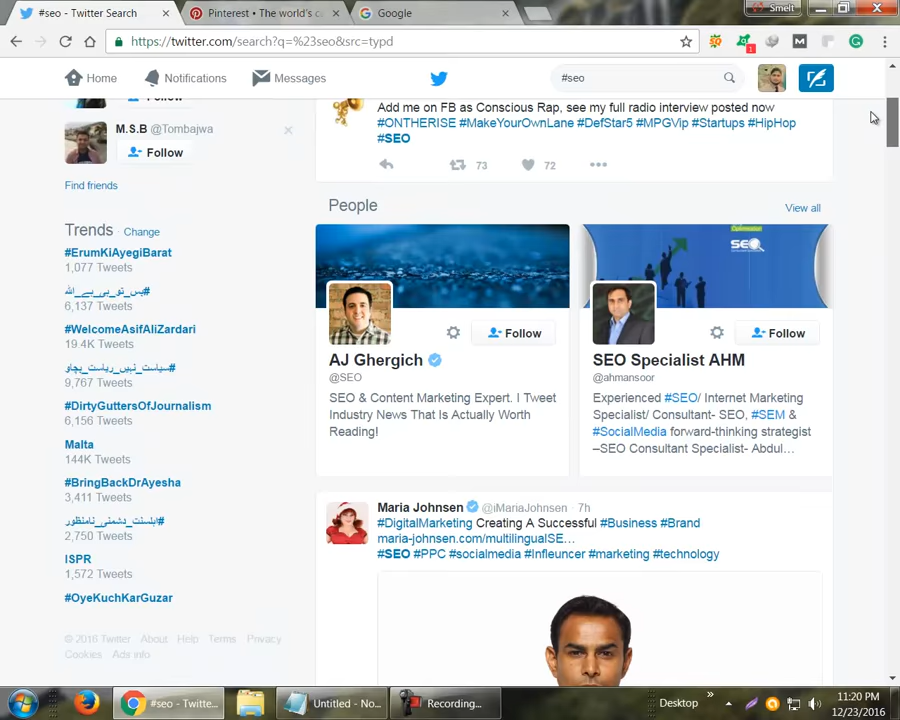 #seo - Twitter Search
Pinterest • The world's c
Google
Smelt
https://twitter.com/search?q=%23seo&src=typd
1
Home
Notifications
Messages
#seo
M.S.B @Tombajwa
Follow
Find friends
Trends · Change
#ErumKiAyegiBarat
1,077 Tweets
#بس_تو_ہی_ہے_اللہ
6,137 Tweets
#WelcomeAsifAliZardari
19.4K Tweets
#سیاست_نہیں_ریاست_بچاو
9,767 Tweets
#DirtyGuttersOfJournalism
6,156 Tweets
Malta
144K Tweets
#BringBackDrAyesha
3,411 Tweets
#اہلسنت_دشمنی_نامنظور
2,750 Tweets
ISPR
1,572 Tweets
#OyeKuchKarGuzar
© 2016 Twitter About Help Terms Privacy
Cookies Ads info
Add me on FB as Conscious Rap, see my full radio interview posted now
#ONTHERISE #MakeYourOwnLane #DefStar5 #MPGVip #Startups #HipHop
#SEO
73
72
People
View all
Follow
AJ Ghergich
@SEO
SEO & Content Marketing Expert. I Tweet
Industry News That Is Actually Worth
Reading!
SEO
Follow
SEO Specialist AHM
@ahmansoor
Experienced #SEO/ Internet Marketing
Specialist/ Consultant- SEO, #SEM &
#SocialMedia forward-thinking strategist
–SEO Consultant Specialist- Abdul…
Maria Johnsen @iMariaJohnsen · 7h
#DigitalMarketing Creating A Successful #Business #Brand
maria-johnsen.com/multilingualSE…
#SEO #PPC #socialmedia #Infleuncer #marketing #technology
#seo - Twitte...
Untitled - No...
Recording...
Desktop
11:20 PM
12/23/2016